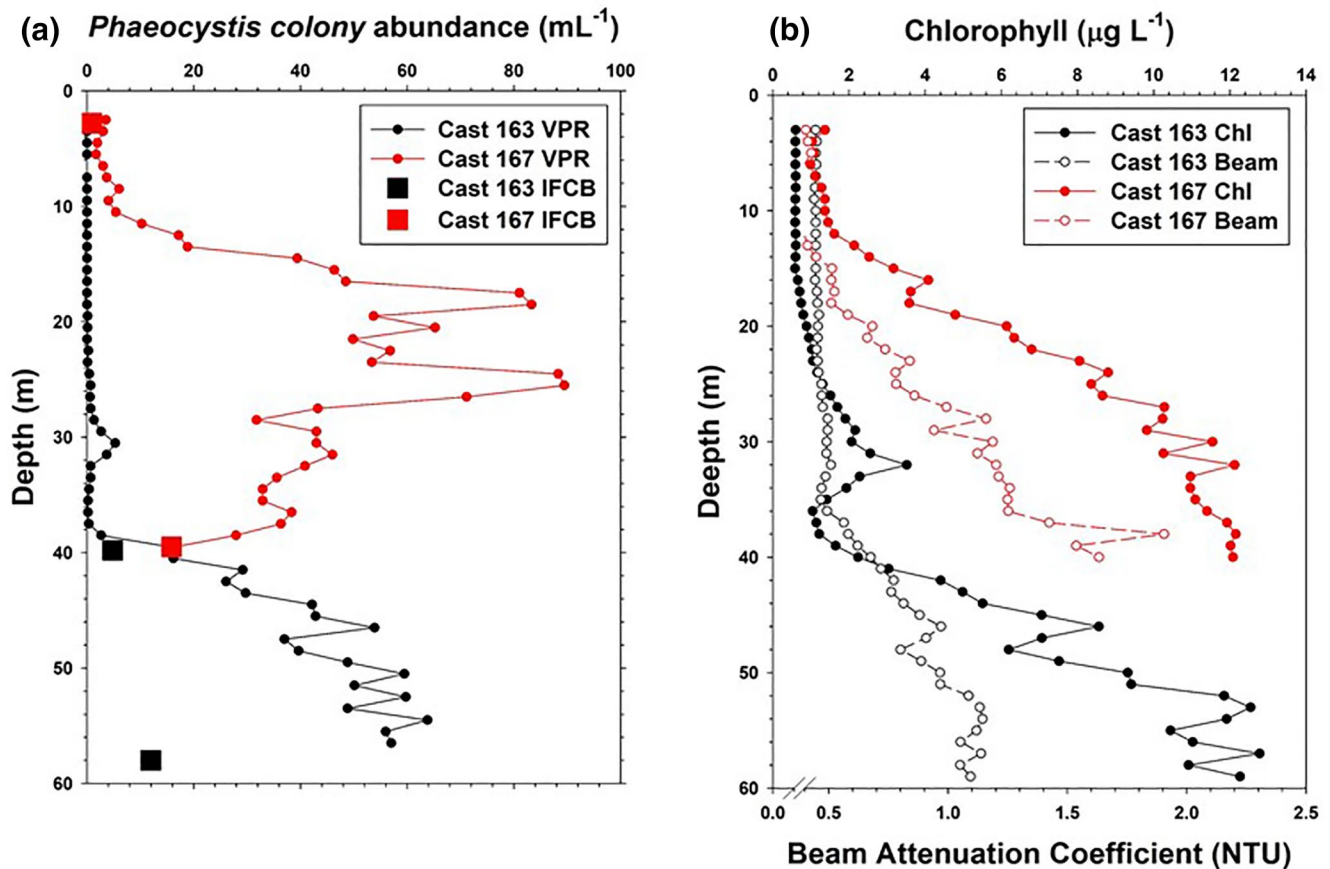 (a) Phaeocystis colony abundance (mL-1)
0 20 40 60 80 100
0
10
20
30
40
50
60
Depth (m)
Cast 163 VPR
Cast 167 VPR
Cast 163 IFCB
Cast 167 IFCB
(b) Chlorophyll (µg L-1)
0 2 4 6 8 10 12 14
0
10
20
30
40
50
60
Deepth (m)
Cast 163 Chl
Cast 163 Beam
Cast 167 Chl
Cast 167 Beam
0.0 0.5 1.0 1.5 2.0 2.5
Beam Attenuation Coefficient (NTU)